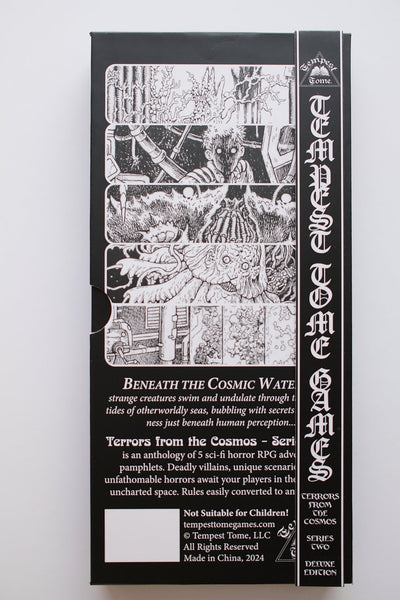 Tempest
Tome
TEMPEST TOME GAMES
TERRORS
FROM
THE
COSMOS
SERIES
TWO
DELUXE
EDITION
BENEATH THE COSMIC WATE
strange creatures swim and undulate through t
tides of otherworldly seas, bubbling with secrets
ness just beneath human perception...
Terrors from the Cosmos – Seri
is an anthology of 5 sci-fi horror RPG adve
pamphlets. Deadly villains, unique scenario
unfathomable horrors await your players in the
uncharted space. Rules easily converted to an
Not Suitable for Children!
tempesttomegames.com
© Tempest Tome, LLC
All Rights Reserved
Made in China, 2024